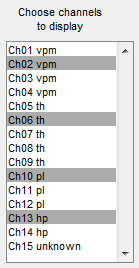 Choose channels
to display
Ch01 vpm
Ch02 vpm
Ch03 vpm
Ch04 vpm
Ch05 th
Ch06 th
Ch07 th
Ch08 th
Ch09 th
Ch10 pl
Ch11 pl
Ch12 pl
Ch13 hp
Ch14 hp
Ch15 unknown